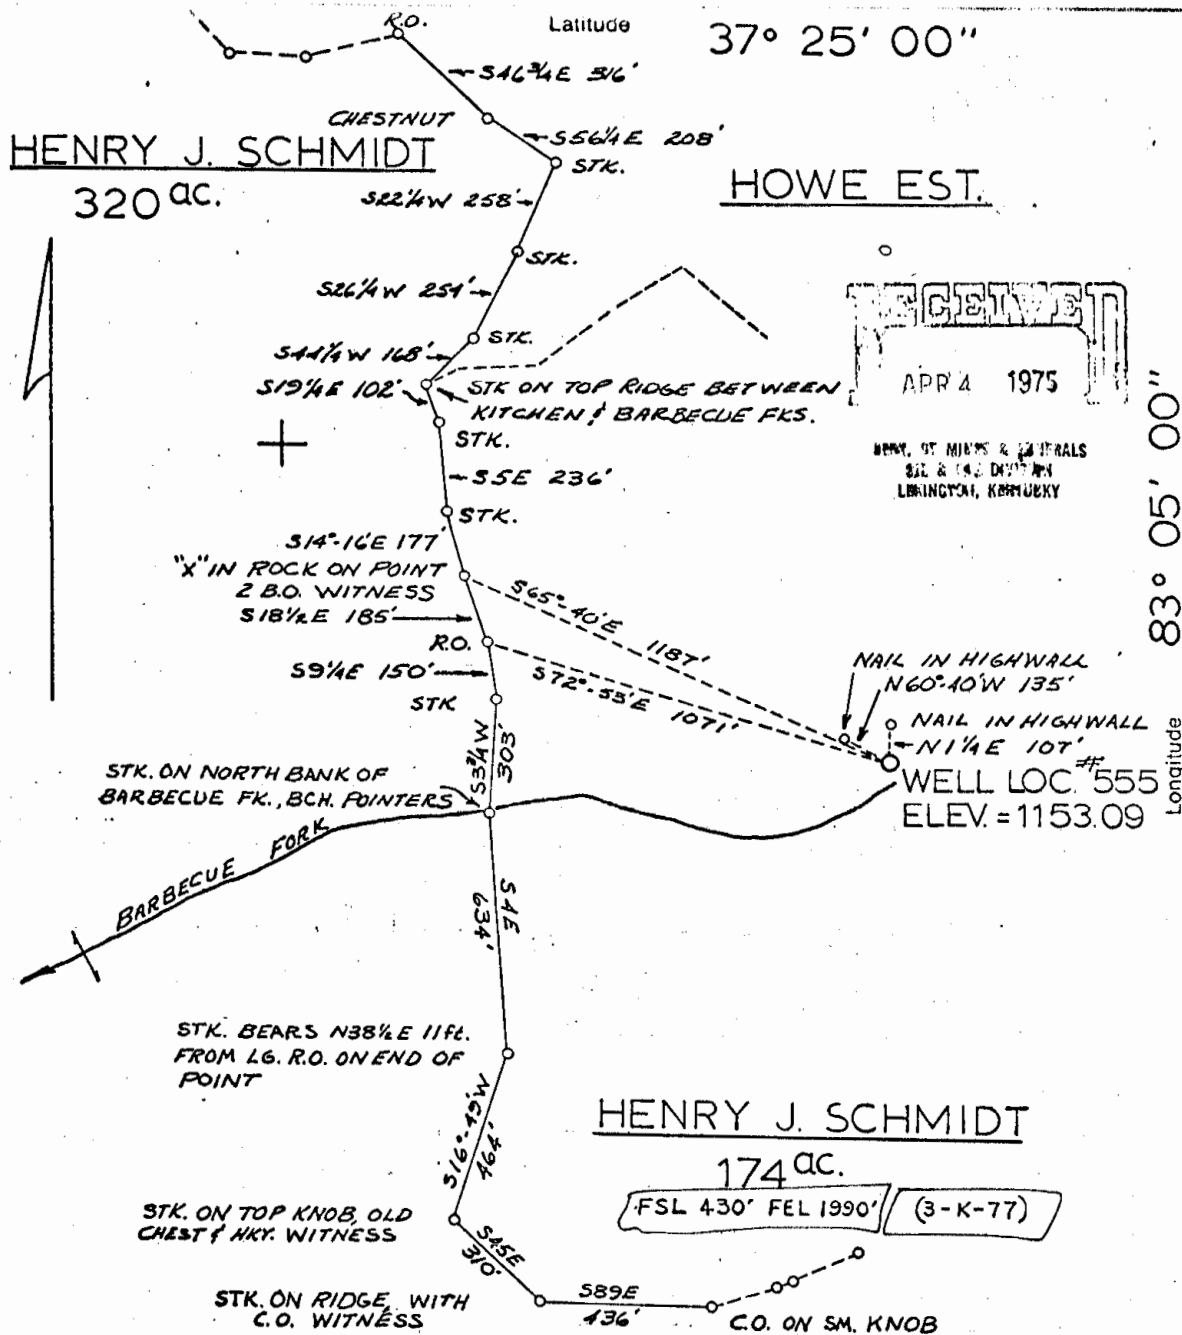 R.O.
Latitude
37° 25' 00"
S46¾E 316'
CHESTNUT
S56¼E 208'
STK.
HENRY J. SCHMIDT
320 ac.
HOWE EST.
S22¼W 258'
STK.
S26¼W 251'
STK.
RECEIVED
APR 4 1975
S44¼W 168'
S19¼E 102'
STK ON TOP RIDGE BETWEEN
KITCHEN & BARBECUE FKS.
STK.
LEXINGTON, KENTUCKY
83° 05' 00"
Longitude
S5E 236'
STK.
S14°-16'E 177'
"X" IN ROCK ON POINT
2 B.O. WITNESS
S18½E 185'
S65°-40'E 1187'
R.O.
S9¼E 150'
S72°-53'E 1071'
STK
NAIL IN HIGHWALL
N60°-40'W 135'
NAIL IN HIGHWALL
N1¼E 107'
WELL LOC. #555
ELEV. = 1153.09
S3¾W
303'
STK. ON NORTH BANK OF
BARBECUE FK., BCH. POINTERS
BARBECUE FORK
S4E
634'
STK. BEARS N38½E 11ft.
FROM LG. R.O. ON END OF
POINT
S16°-49'W
464'
HENRY J. SCHMIDT
174 ac.
FSL 430' FEL 1990' (3-K-77)
STK. ON TOP KNOB, OLD
CHEST & HKY. WITNESS
S45E
310'
STK. ON RIDGE, WITH
C.O. WITNESS
S89E
436'
C.O. ON SM. KNOB